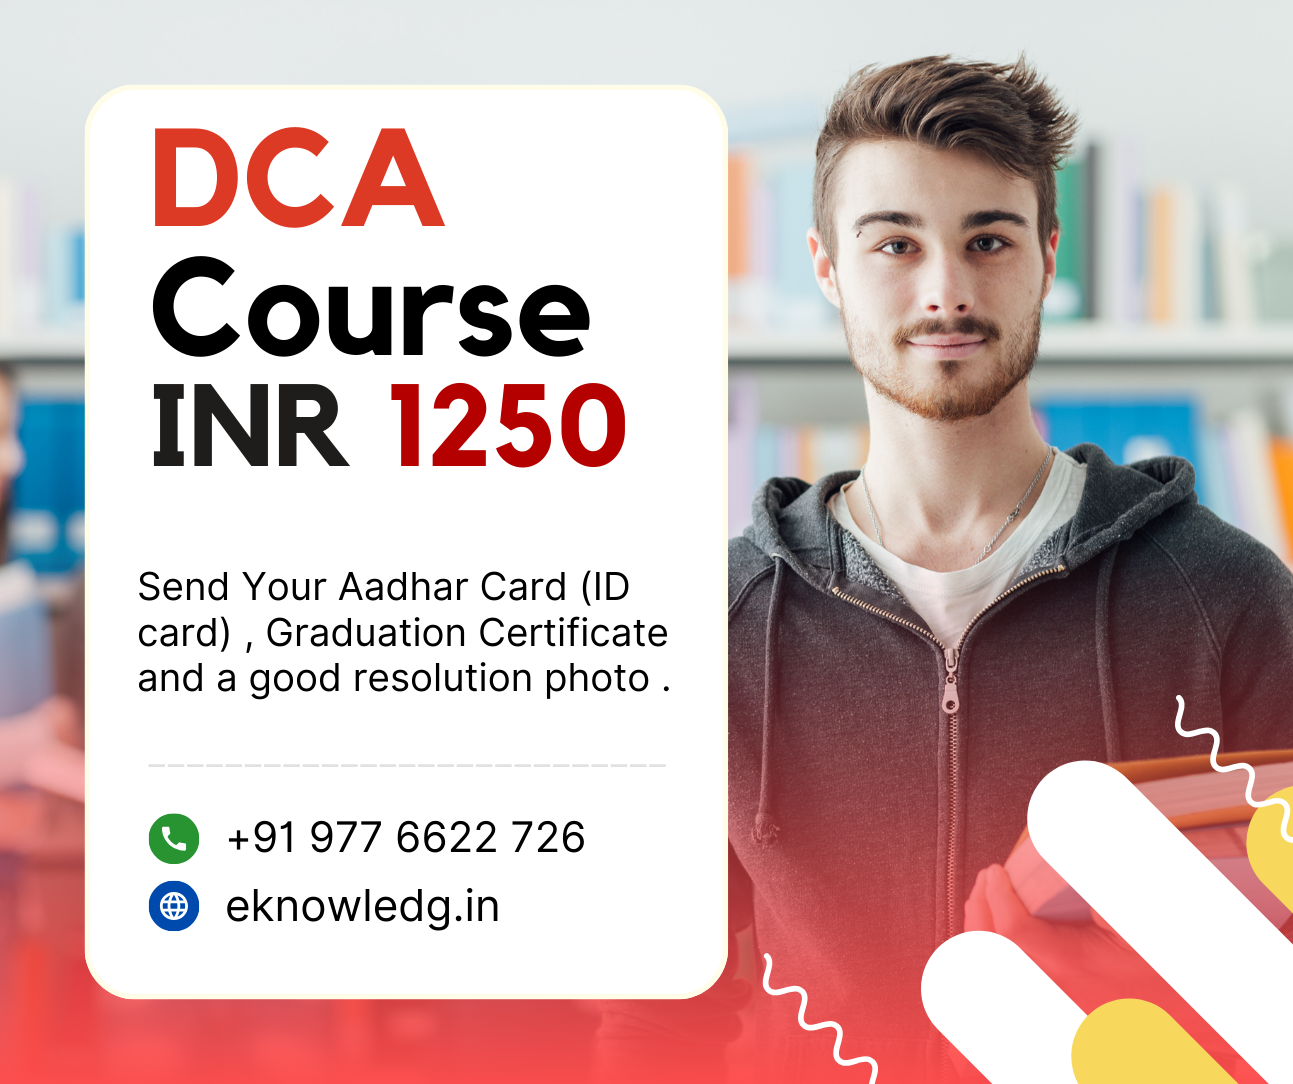 DCA
Course
INR 1250
Send Your Aadhar Card (ID
card) , Graduation Certificate
and a good resolution photo .
+91 977 6622 726
eknowledg.in